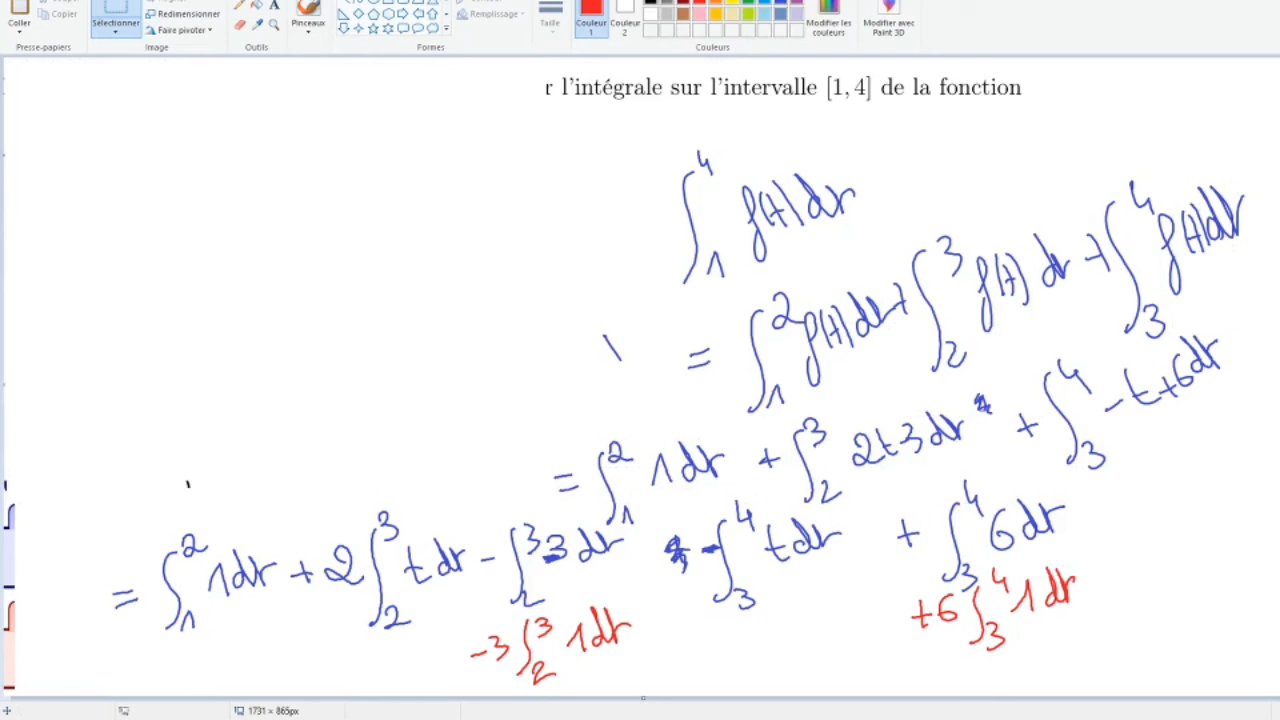 Coller
Sélectionner
Copier
Redimensionner
Faire pivoter
Pinceaux
Remplissage
Taille
Couleur 1
Couleur 2
Modifier les couleurs
Modifier avec Paint 3D
Presse-papiers
Image
Outils
Formes
Couleurs
r l'intégrale sur l'intervalle [1, 4] de la fonction
∫₁⁴ f(t) dt
= ∫₁² f(t) dt + ∫₂³ f(t) dt + ∫₃⁴ f(t) dt
= ∫₁² 1 dt + ∫₂³ 2t 3 dt + ∫₃⁴ -t+6 dt
= ∫₁² 1 dt + 2 ∫₂³ t dt - ∫₂³ 3 dt - ∫₃⁴ t dt + ∫₃⁴ 6 dt
-3 ∫₂³ 1 dt +6 ∫₃⁴ 1 dt
1731 × 865px